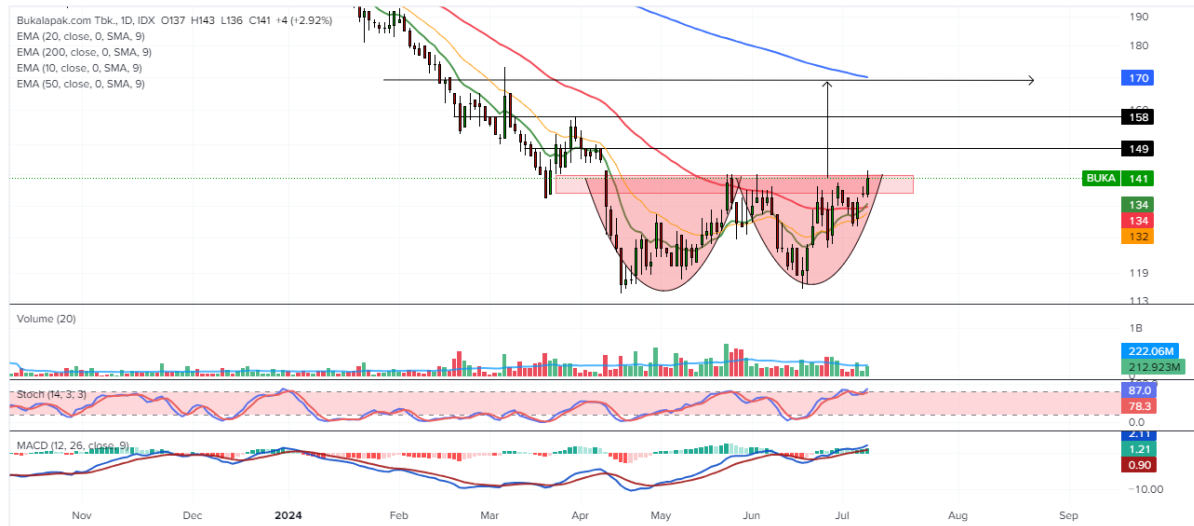 Bukalapak.com Tbk., 1D, IDX O137 H143 L136 C141 +4 (+2.92%)
EMA (20, close, 0, SMA, 9)
EMA (200, close, 0, SMA, 9)
EMA (10, close, 0, SMA, 9)
EMA (50, close, 0, SMA, 9)
190
180
170
160
158
149
BUKA 141
134
134
132
119
113
Volume (20)
1B
222.06M
212.923M
Stoch (14, 3, 3)
87.0
78.3
0.0
MACD (12, 26, close, 9)
2.11
1.21
0.90
−10.00
Nov Dec 2024 Feb Mar Apr May Jun Jul Aug Sep